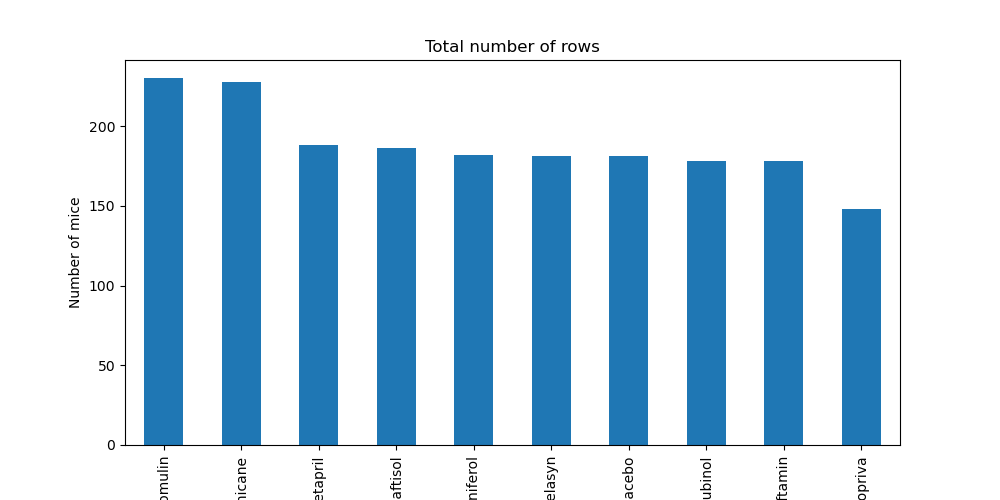 Total number of rows
Number of mice
200
150
100
50
0
omulin
nicane
etapril
aftisol
niferol
elasyn
acebo
ubinol
ftamin
opriva